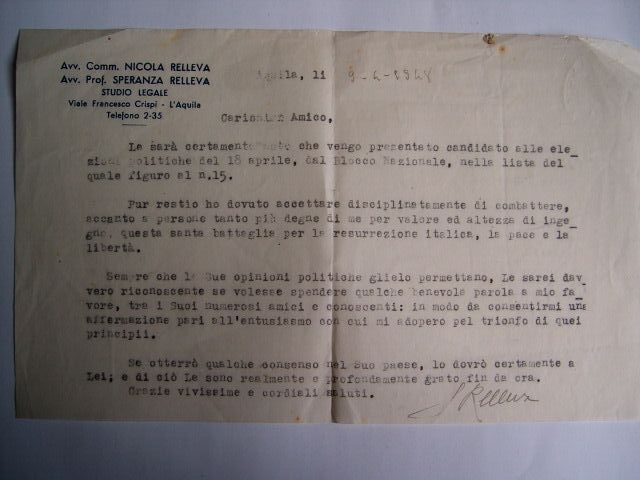 Avv. Comm. NICOLA RELLEVA
Avv. Prof. SPERANZA RELLEVA
STUDIO LEGALE
Viale Francesco Crispi - L'Aquila
Telefono 2-35
Aquila, li 9-4-1948
Amico,
Le sarà certamente noto che vengo presentato candidato alle ele_
zioni politiche del 18 aprile, dal Blocco Nazionale, nella lista del
quale figuro al n.15.
Pur restio ho dovuto accettare disciplinatamente di combattere,
accanto a persone tanto più degne di me per valore ed altezza di inge_
gno, questa santa battaglia per la resurrezione italica, la pace e la
libertà.
Sempre che le Sue opinioni politiche glielo permettano, Le sarei dav_
vero riconoscente se volesse spendere qualche benevola parola a mio fa_
vore, tra i Suoi numerosi amici e conoscenti: in modo da consentirmi una
affermazione pari all'entusiasmo con cui mi adopero pel trionfo di quei
principii.
Se otterrò qualche consenso nel Suo paese, lo dovrò certamente a
Lei; e di ciò Le sono realmente e profondamente grato fin da ora.
Grazie vivissime e cordiali saluti.
S Relleva